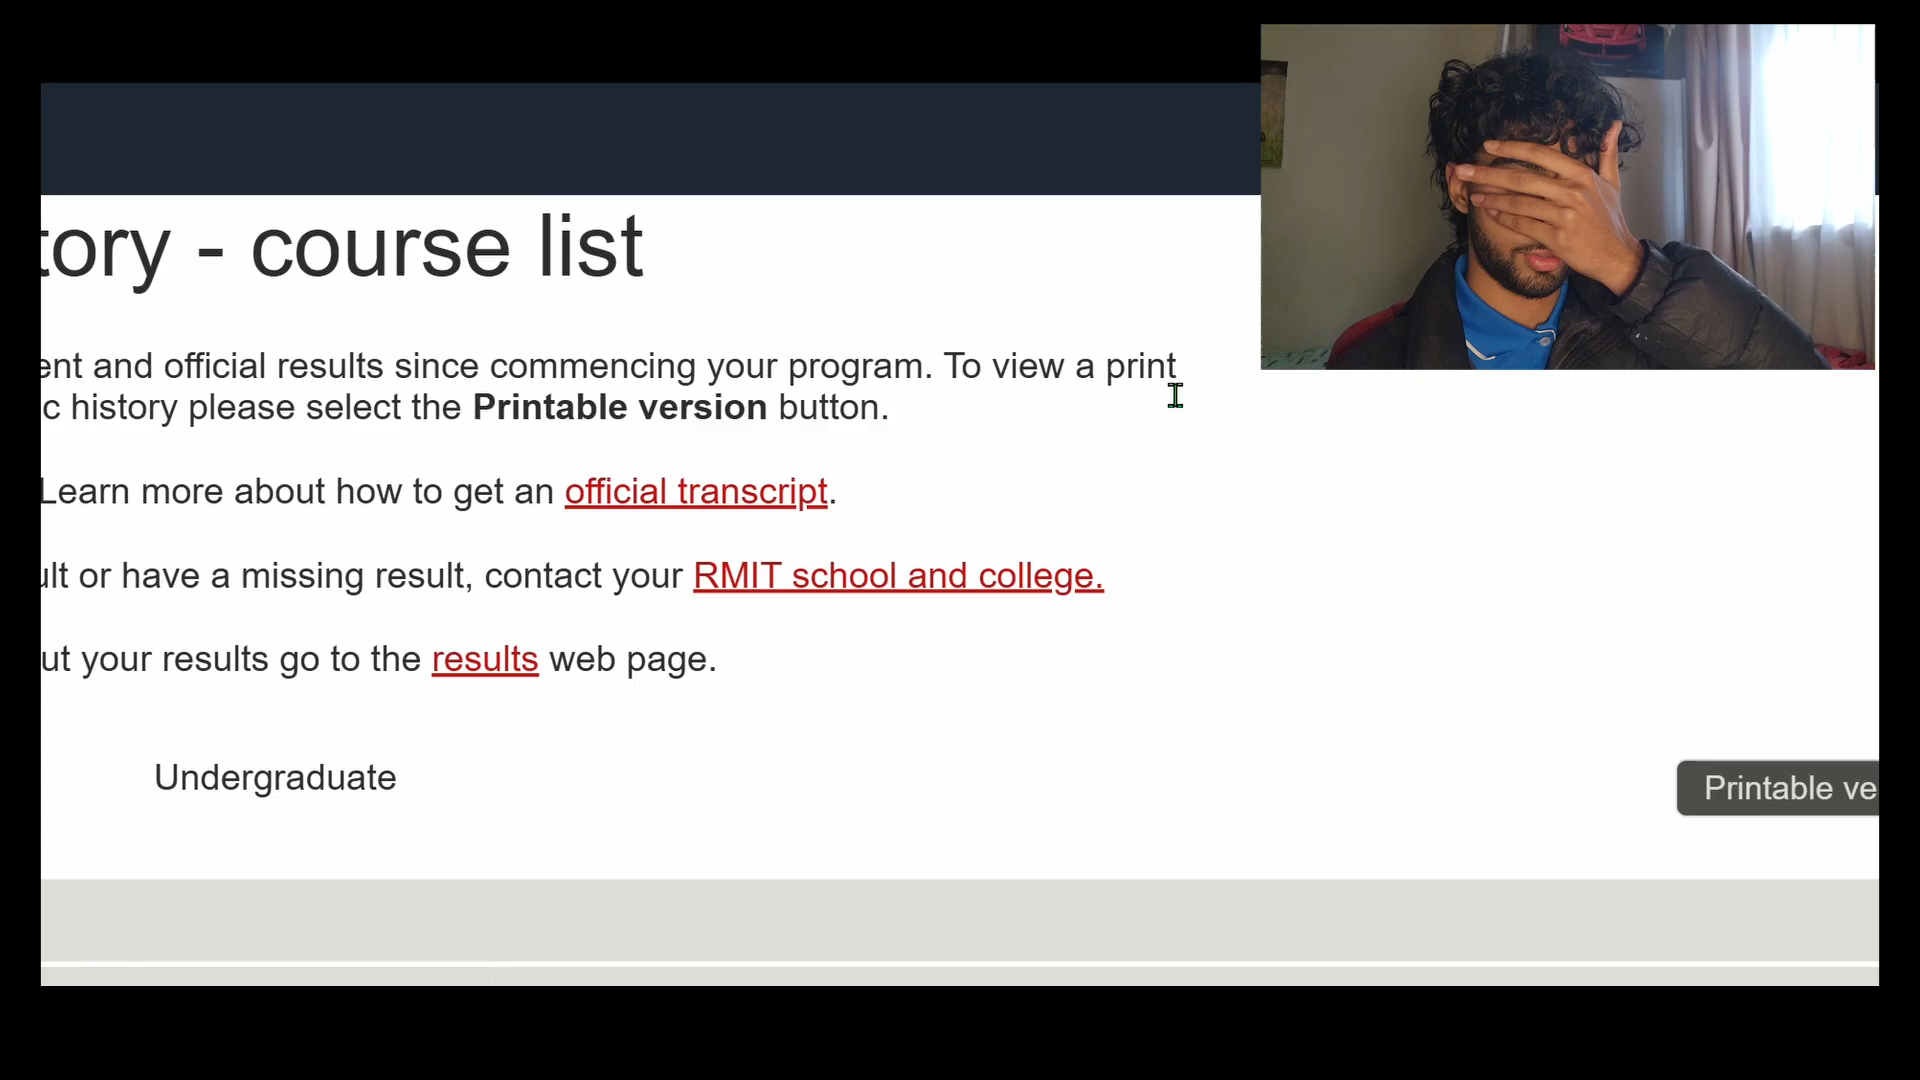 tory - course list
ent and official results since commencing your program. To view a print
c history please select the Printable version button.
Learn more about how to get an official transcript.
ult or have a missing result, contact your RMIT school and college.
ut your results go to the results web page.
Undergraduate
Printable ve